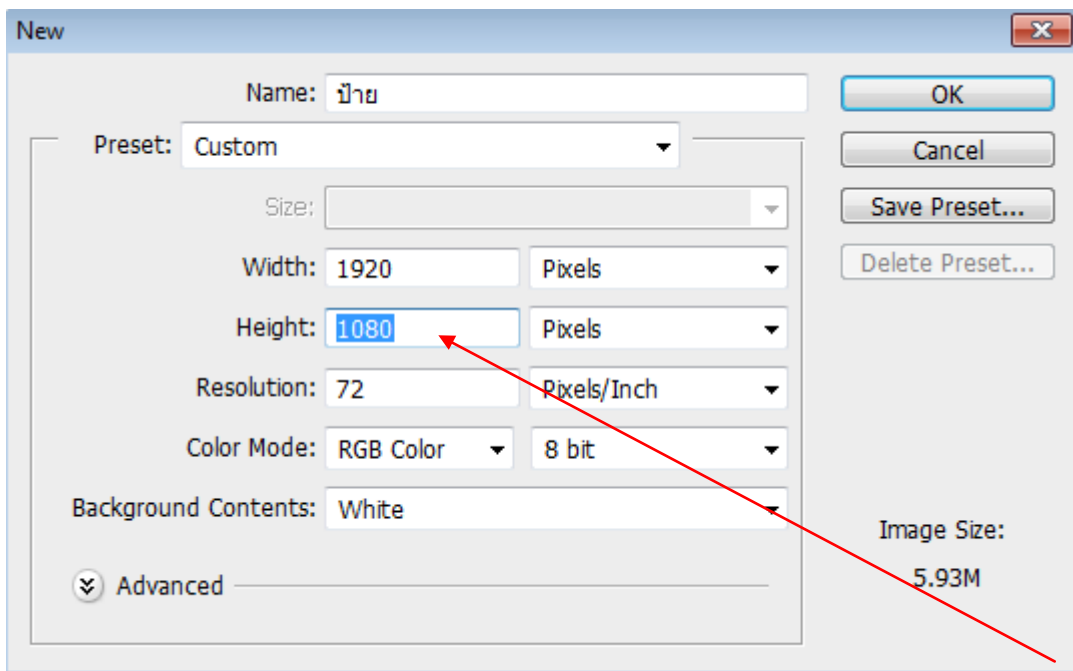 New
Name: ป้าย
OK
Preset: Custom
Cancel
Size:
Save Preset...
Width: 1920 Pixels
Delete Preset...
Height: 1080 Pixels
Resolution: 72 Pixels/Inch
Color Mode: RGB Color 8 bit
Background Contents: White
Image Size:
5.93M
Advanced